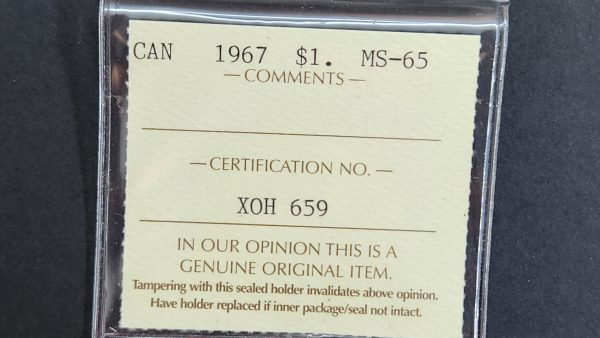 CAN 1967 $1. MS-65
— COMMENTS —
— CERTIFICATION NO. —
XOH 659
IN OUR OPINION THIS IS A
GENUINE ORIGINAL ITEM.
Tampering with this sealed holder invalidates above opinion.
Have holder replaced if inner package/seal not intact.